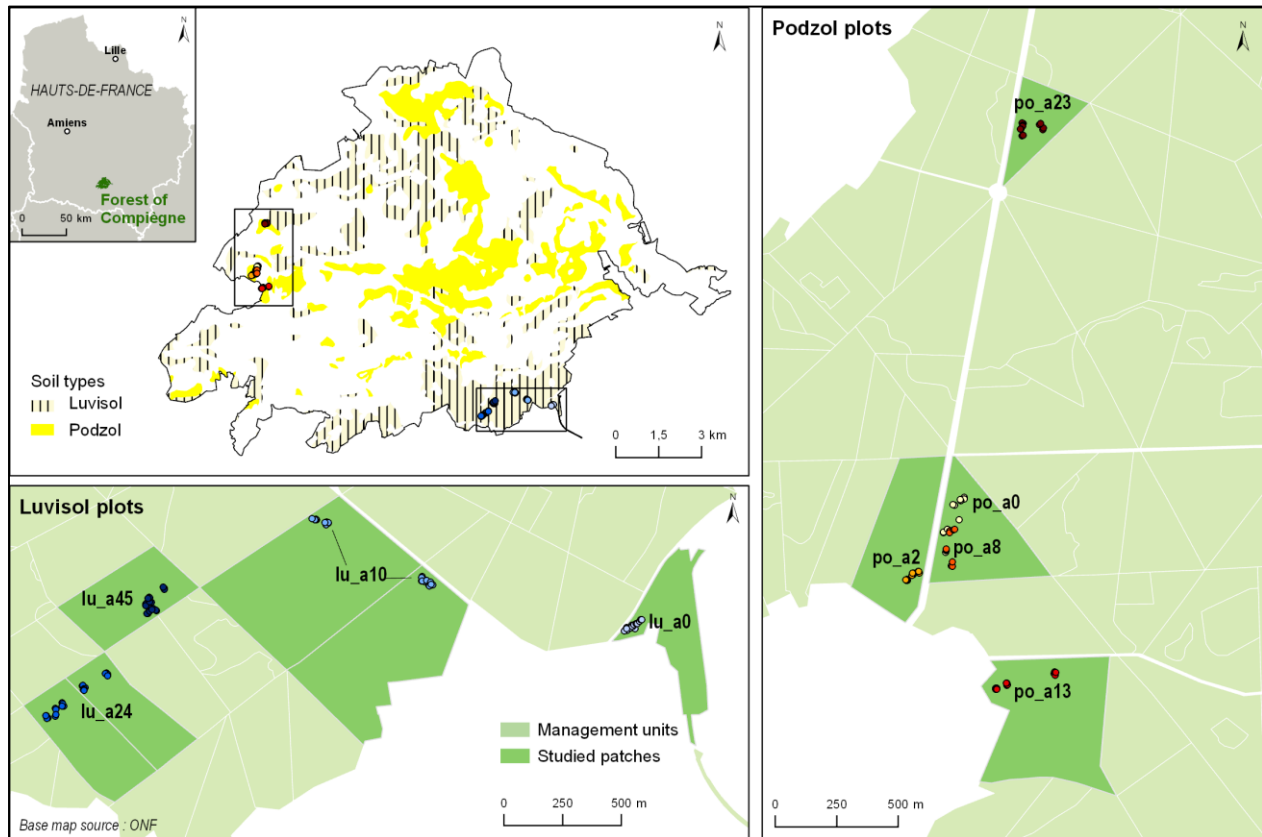 N
Lille
HAUTS-DE-FRANCE
Amiens
Forest of
Compiègne
0 50 km
N
Soil types
Luvisol
Podzol
0 1,5 3 km
Luvisol plots
N
lu_a10
lu_a45
lu_a0
lu_a24
Management units
Studied patches
0 250 500 m
Base map source : ONF
Podzol plots
N
po_a23
po_a0
po_a8
po_a2
po_a13
0 250 500 m